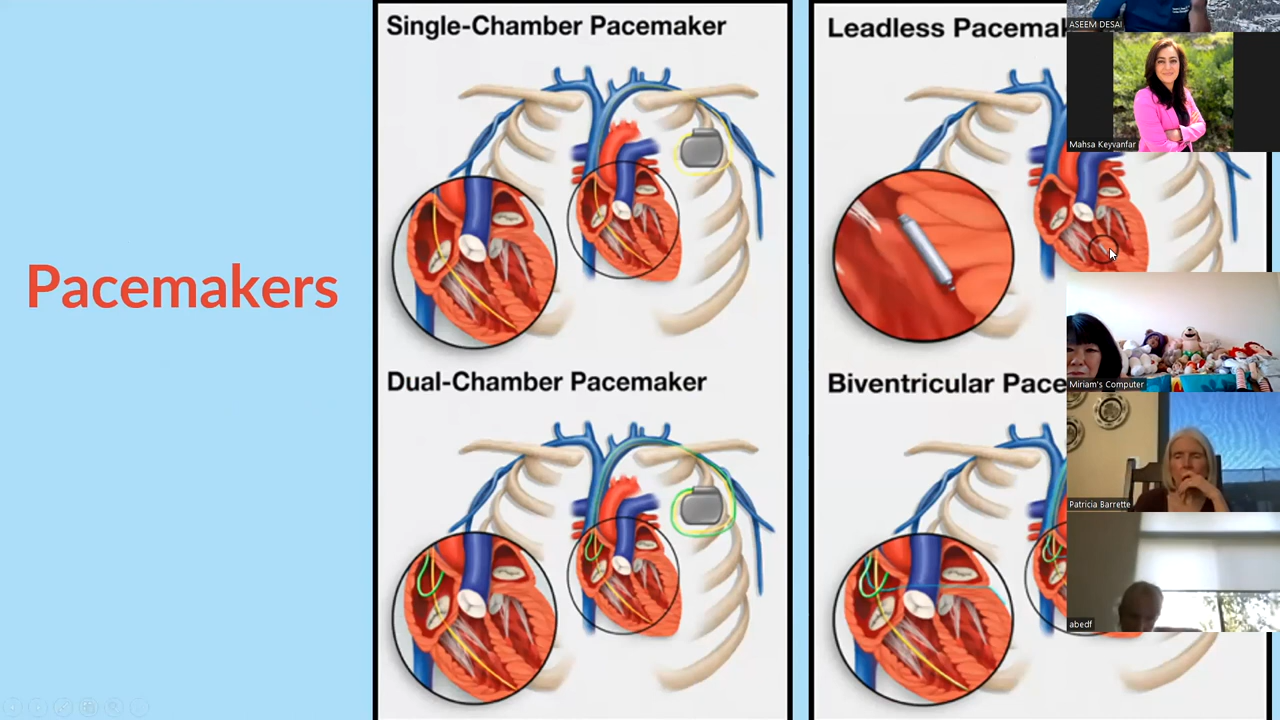 Pacemakers
Single-Chamber Pacemaker
Leadless Pacemak
Dual-Chamber Pacemaker
Biventricular Pace
ASEEM DESAI
Mahsa Keyvanfar
Miriam's Computer
Patricia Barrette
abedf